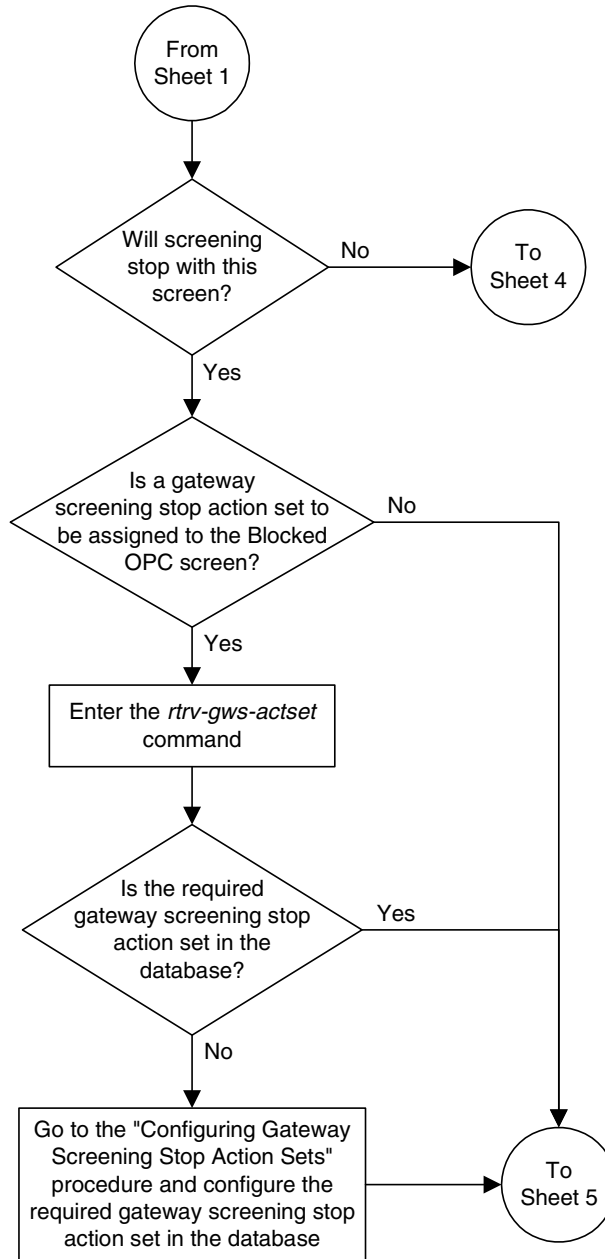 From
Sheet 1
Will screening
stop with this
screen?
No
To
Sheet 4
Yes
Is a gateway
screening stop action set to
be assigned to the Blocked
OPC screen?
No
Yes
Enter the rtrv-gws-actset
command
Is the required
gateway screening stop
action set in the
database?
Yes
No
Go to the "Configuring Gateway
Screening Stop Action Sets"
procedure and configure the
required gateway screening stop
action set in the database
To
Sheet 5